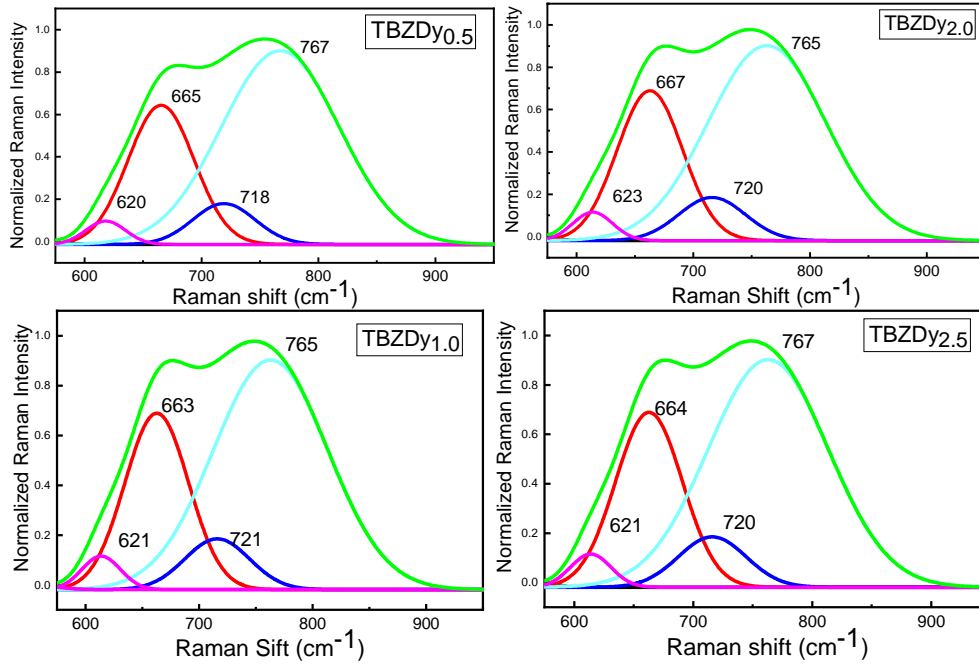 TBZDy0.5
Normalized Raman Intensity
1.0
0.8
0.6
0.4
0.2
0.0
620
665
718
767
600 700 800 900
Raman shift (cm-1)
TBZDy2.0
Normalized Raman Intensity
1.0
0.8
0.6
0.4
0.2
0.0
623
667
720
765
600 700 800 900
Raman Shift (cm-1)
TBZDy1.0
Normalized Raman Intensity
1.0
0.8
0.6
0.4
0.2
0.0
621
663
721
765
600 700 800 900
Raman Sift (cm-1)
TBZDy2.5
Normalized Raman Intensity
1.0
0.8
0.6
0.4
0.2
0.0
621
664
720
767
600 700 800 900
Raman shift (cm-1)